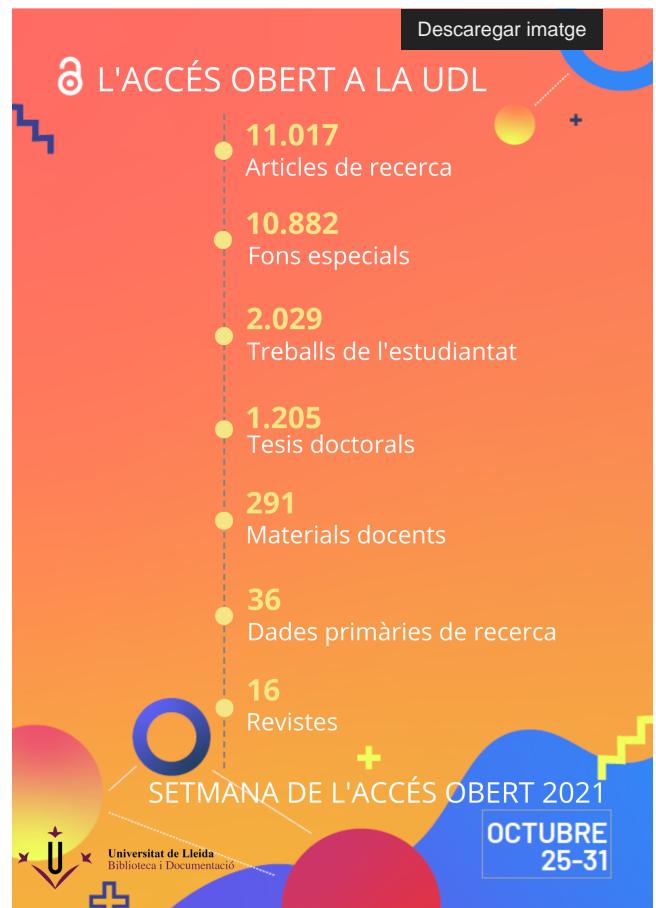 Descaregar imatge
L'ACCÉS OBERT A LA UDL
11.017
Articles de recerca
10.882
Fons especials
2.029
Treballs de l'estudiantat
1.205
Tesis doctorals
291
Materials docents
36
Dades primàries de recerca
16
Revistes
SETMANA DE L'ACCÉS OBERT 2021
OCTUBRE
25-31
Universitat de Lleida
Biblioteca i Documentació